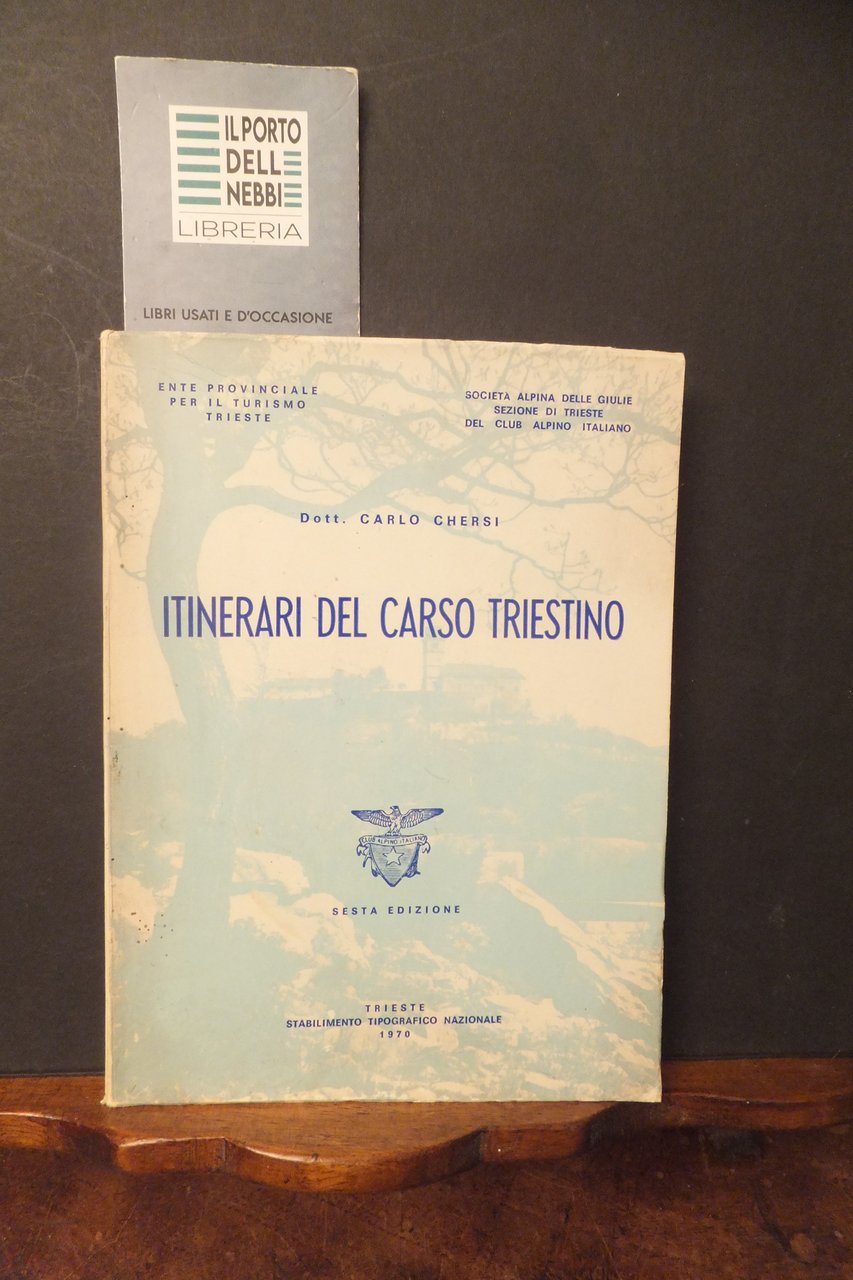 IL PORTO
DELL
NEBBI
LIBRERIA
LIBRI USATI E D'OCCASIONE
ENTE PROVINCIALE
PER IL TURISMO
TRIESTE
SOCIETÀ ALPINA DELLE GIULIE
SEZIONE DI TRIESTE
DEL CLUB ALPINO ITALIANO
Dott. CARLO CHERSI
ITINERARI DEL CARSO TRIESTINO
CLUB ALPINO ITALIANO
SESTA EDIZIONE
TRIESTE
STABILIMENTO TIPOGRAFICO NAZIONALE
1970